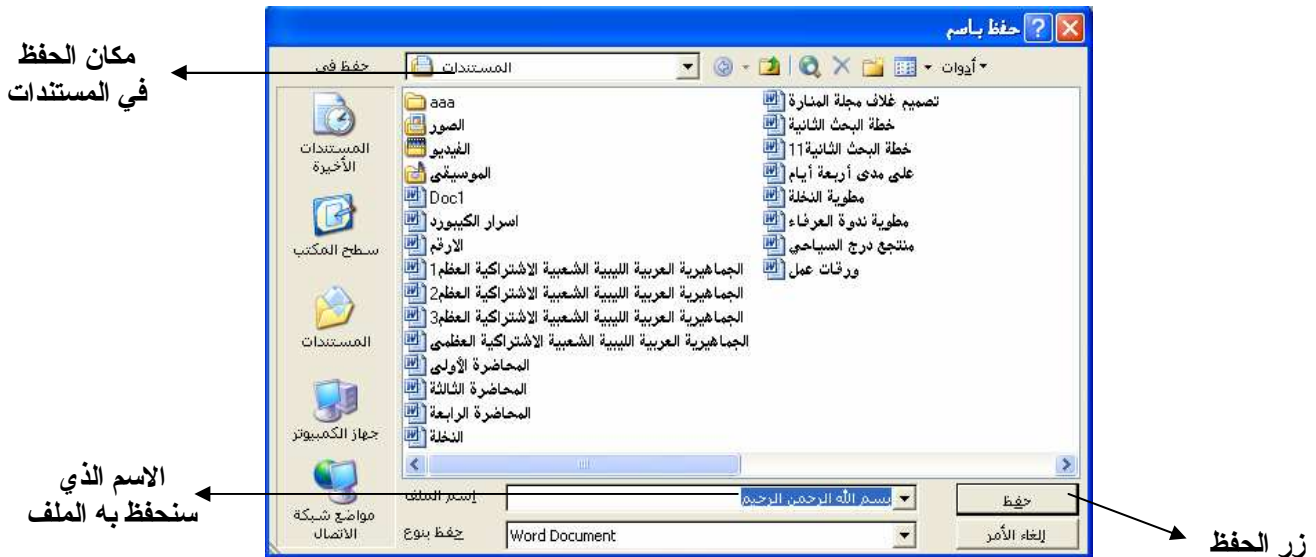 حفظ باسم
مكان الحفظ
في المستندات
حفظ في
المستندات
أدوات
المستندات
الأخيرة
سطح المكتب
المستندات
جهاز الكمبيوتر
مواضع شبكة
الاتصال
aaa
الصور
الفيديو
الموسيقى
Doc1
اسرار الكيبورد
الارقم
الجماهيرية العربية الليبية الشعبية الاشتراكية العظم1
الجماهيرية العربية الليبية الشعبية الاشتراكية العظم2
الجماهيرية العربية الليبية الشعبية الاشتراكية العظم3
الجماهيرية العربية الليبية الشعبية الاشتراكية العظمى
المحاضرة الأولى
المحاضرة الثالثة
المحاضرة الرابعة
النخلة
تصميم غلاف مجلة المنارة
خطة البحث الثانية
خطة البحث الثانية11
على مدى أربعة أيام
مطوية النخلة
مطوية ندوة العرفاء
منتجع درج السياحي
ورقات عمل
الاسم الذي
سنحفظ به الملف
إسم الملف
بسم الله الرحمن الرحيم
حفظ
حفظ بنوع
Word Document
إلغاء الأمر
زر الحفظ